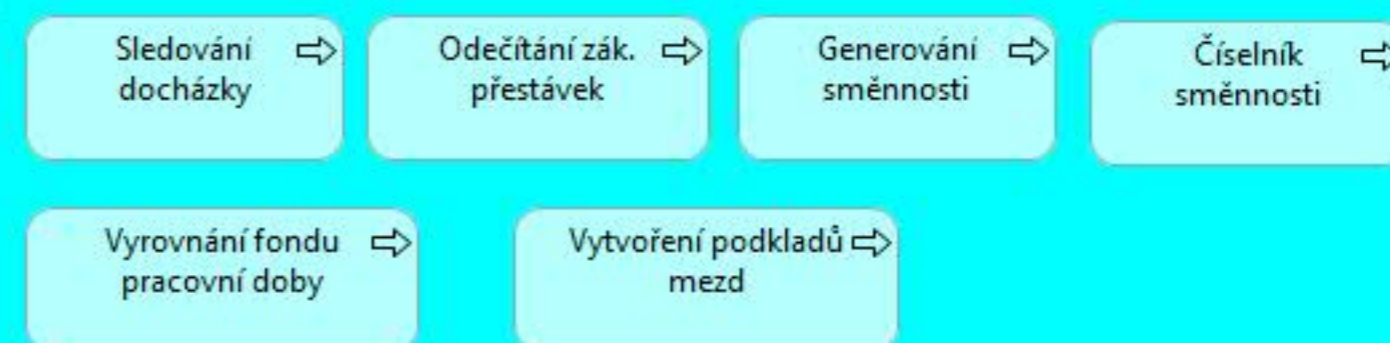 Sledování
docházky
Odečítání zák.
přestávek
Generování
směnnosti
Číselník
směnnosti
Vyrovnání fondu
pracovní doby
Vytvoření podkladů
mezd